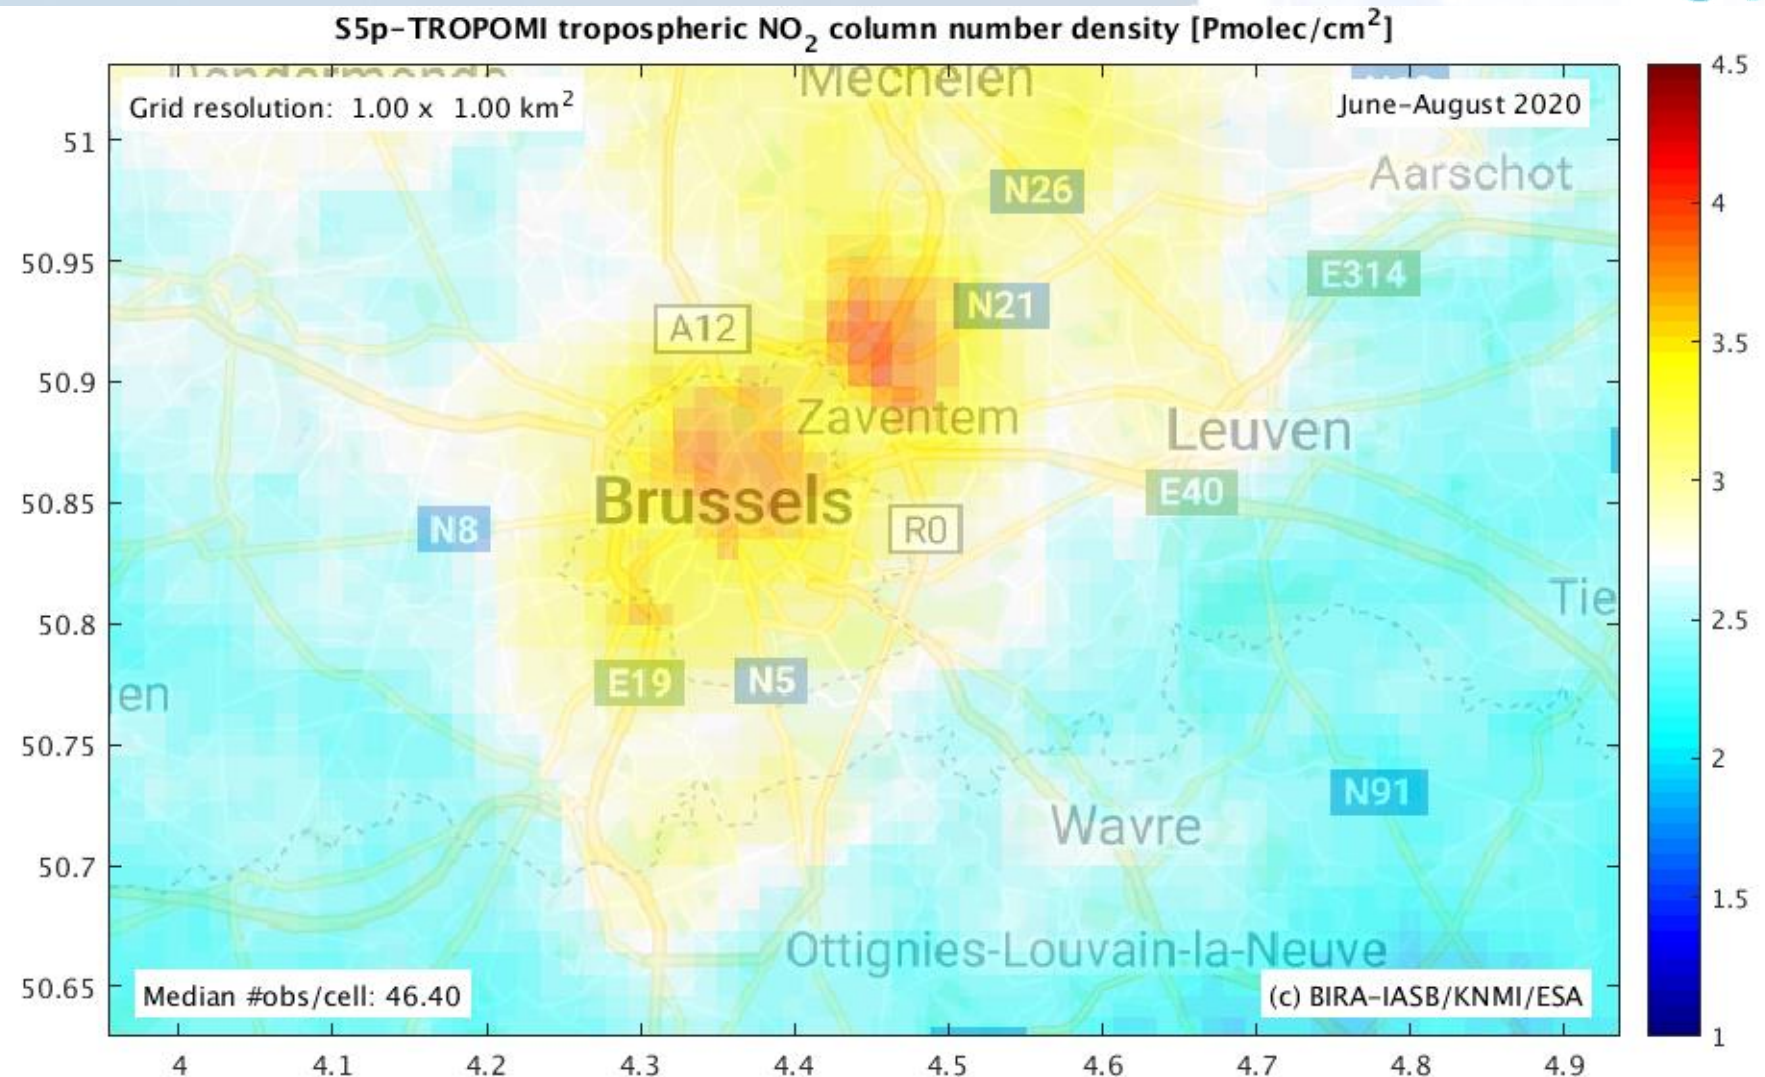 S5p-TROPOMI tropospheric NO₂ column number density [Pmolec/cm²]
Mechelen
Grid resolution: 1.00 x 1.00 km²
June-August 2020
Aarschot
N26
E314
N21
A12
Zaventem
Leuven
Brussels
E40
N8
R0
Tie
E19
N5
en
N91
Wavre
Ottignies-Louvain-la-Neuve
Median #obs/cell: 46.40
(c) BIRA-IASB/KNMI/ESA
51
50.95
50.9
50.85
50.8
50.75
50.7
50.65
4 4.1 4.2 4.3 4.4 4.5 4.6 4.7 4.8 4.9
4.5
4
3.5
3
2.5
2
1.5
1